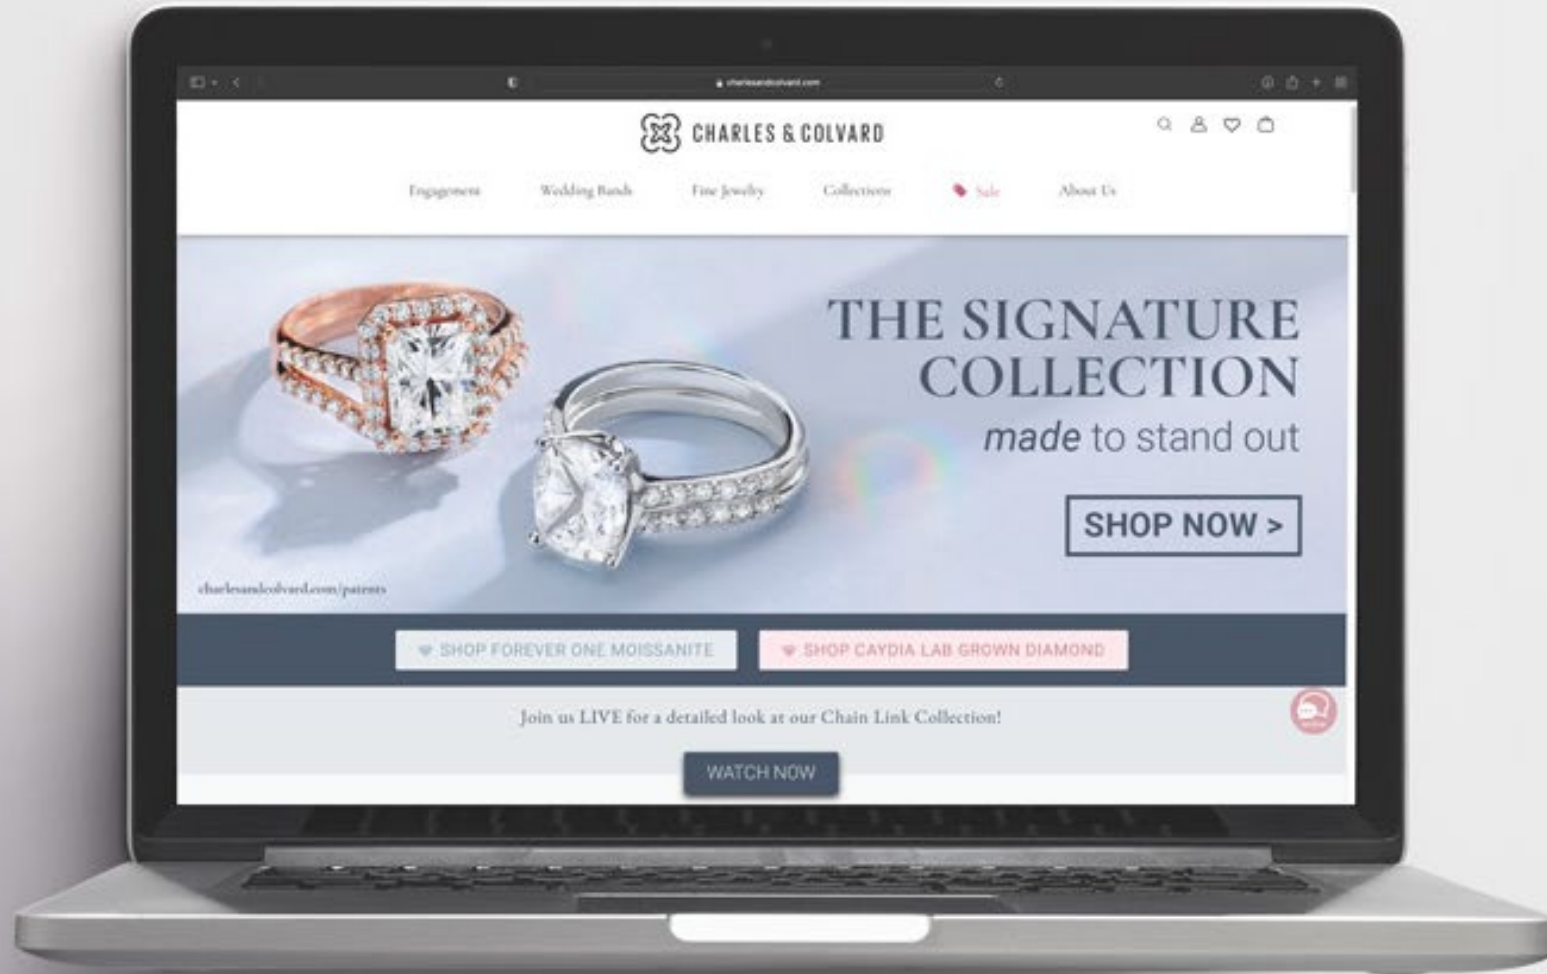 charlesandcolvard.com
CHARLES & COLVARD
Engagement Wedding Bands Fine Jewelry Collections Sale About Us
THE SIGNATURE
COLLECTION
made to stand out
SHOP NOW >
charlesandcolvard.com/patents
SHOP FOREVER ONE MOISSANITE SHOP CAYDIA LAB GROWN DIAMOND
Join us LIVE for a detailed look at our Chain Link Collection!
WATCH NOW